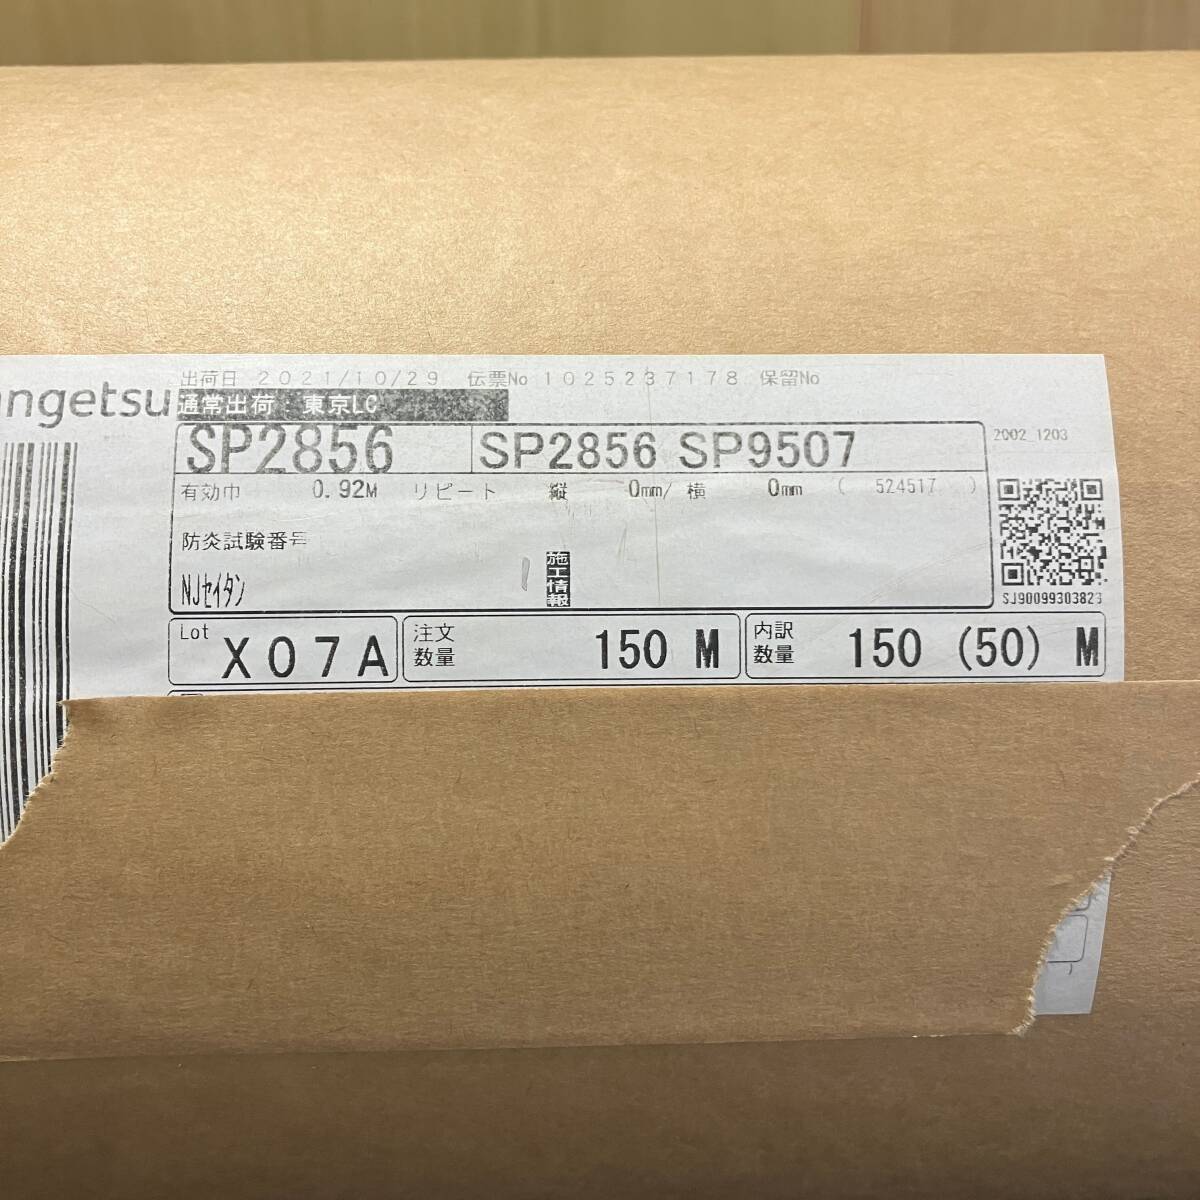 出荷日 2021/10/29 伝票No 1025237178 保留No
angetsu 通常出荷 東京LC
SP2856 SP2856 SP9507
2002_1203
有効巾 0.92M リピート 縦 0mm/ 横 0mm ( 524517 )
防炎試験番号
施工情報
NJセイタン
SJ90099303823
Lot X07A 注文数量 150 M 内訳数量 150 (50) M